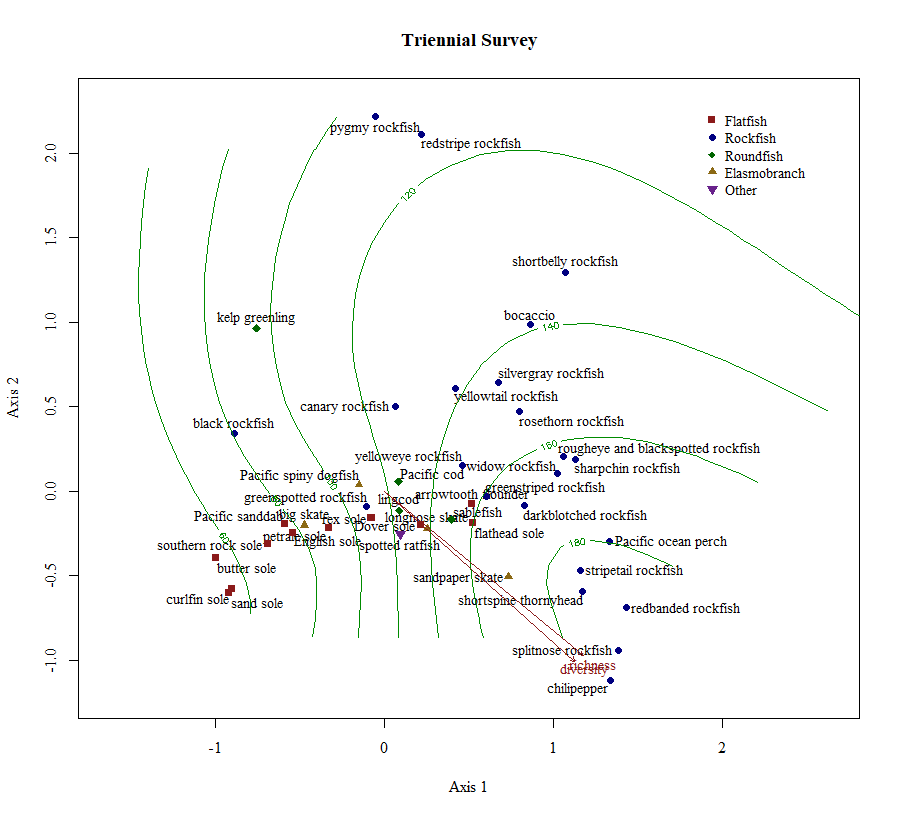 Triennial Survey
pygmy rockfish
redstripe rockfish
Flatfish
Rockfish
Roundfish
Elasmobranch
Other
120
shortbelly rockfish
kelp greenling
bocaccio
140
silvergray rockfish
yellowtail rockfish
canary rockfish
rosethorn rockfish
black rockfish
160
rougheye and blackspotted rockfish
yelloweye rockfish
widow rockfish
sharpchin rockfish
Pacific spiny dogfish
Pacific cod
greenstriped rockfish
greenspotted rockfish
lingcod
arrowtooth flounder
Pacific sanddab
big skate
rex sole
longnose skate
sablefish
darkblotched rockfish
Dover sole
petrale sole
English sole
flathead sole
60
southern rock sole
spotted ratfish
180
Pacific ocean perch
butter sole
sandpaper skate
stripetail rockfish
curlfin sole
sand sole
shortspine thornyhead
redbanded rockfish
splitnose rockfish
richness
diversity
chilipepper
2.0
1.5
1.0
0.5
0.0
-0.5
-1.0
Axis 2
-1
0
1
2
Axis 1